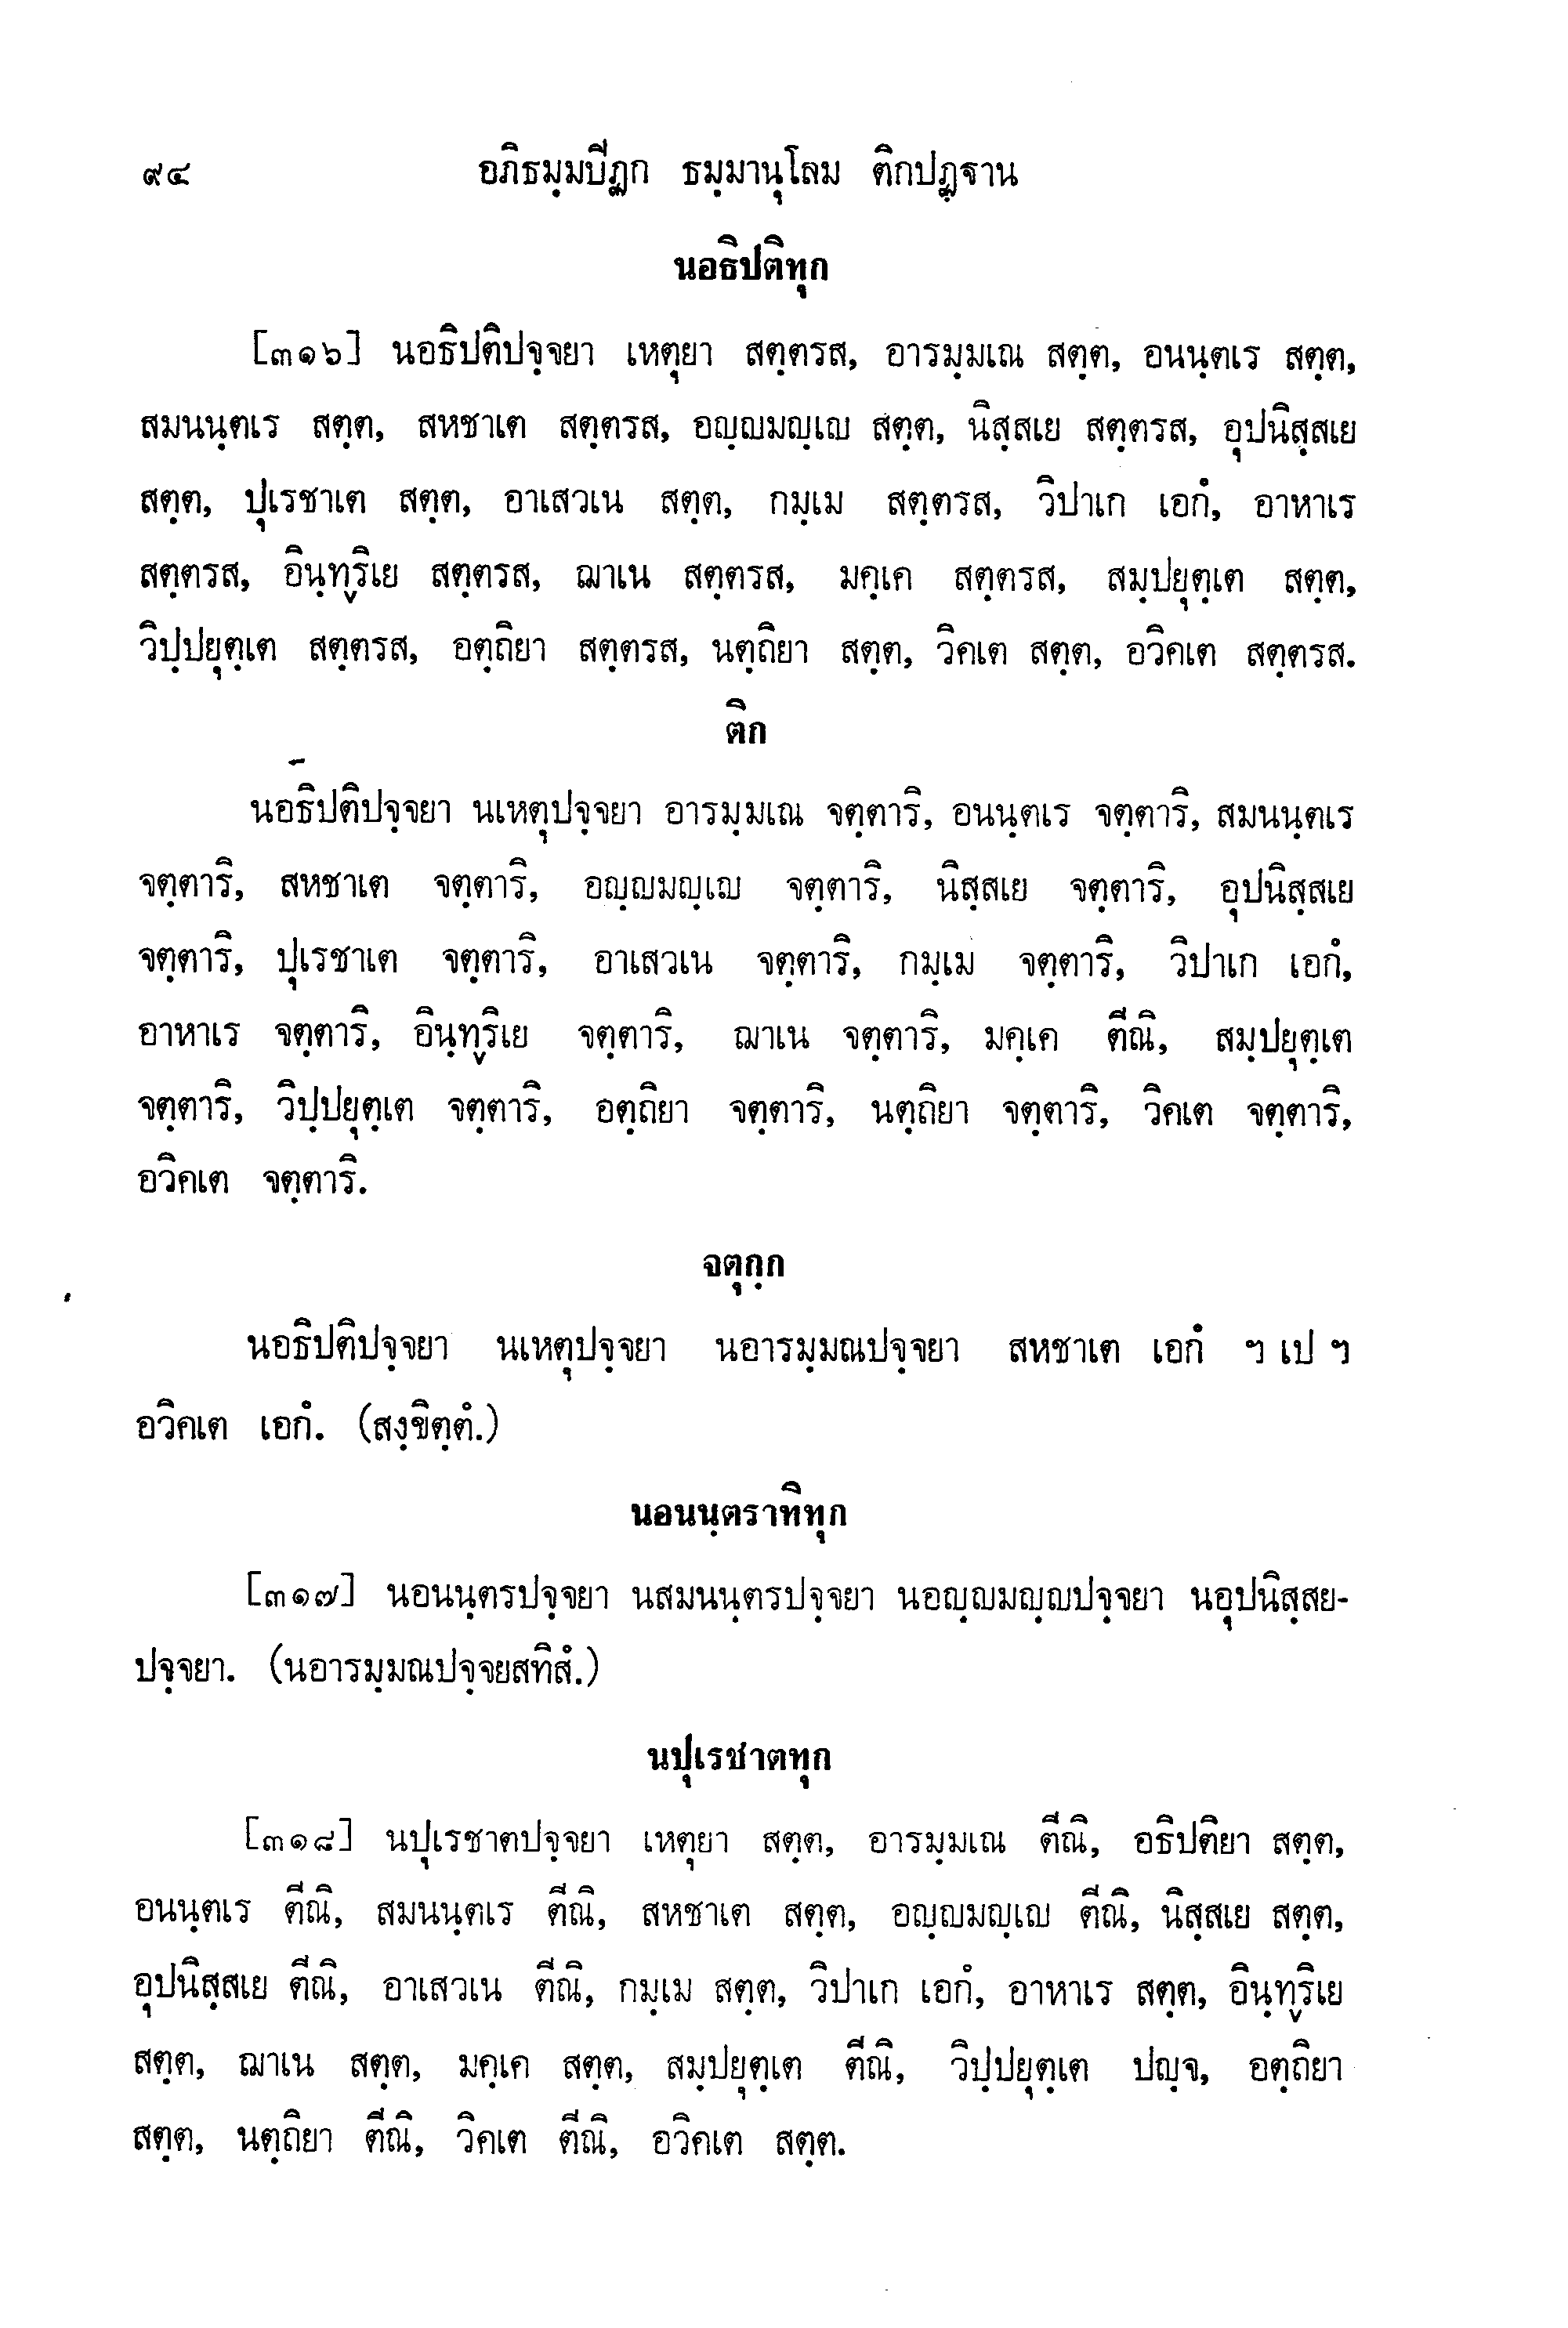 ๙๔ อภิธมฺมปีฏก ธมฺมานุโลม ติกปฏฺฐาน
นอธิปติทุก
[๓๑๖] นอธิปติปจฺจยา เหตุยา สตฺตรส, อารมฺมเณ สตฺต, อนนฺตเร สตฺต,
สมนนฺตเร สตฺต, สหชาเต สตฺตรส, อญฺญมญฺเญ สตฺต, นิสฺสเย สตฺตรส, อุปนิสฺสเย
สตฺต, ปุเรชาเต สตฺต, อาเสวเน สตฺต, กมฺเม สตฺตรส, วิปาเก เอกํ, อาหาเร
สตฺตรส, อินฺทฺริเย สตฺตรส, ฌาเน สตฺตรส, มคฺเค สตฺตรส, สมฺปยุตฺเต สตฺต,
วิปฺปยุตฺเต สตฺตรส, อตฺถิยา สตฺตรส, นตฺถิยา สตฺต, วิคเต สตฺต, อวิคเต สตฺตรส.
ติก
นอธิปติปจฺจยา นเหตุปจฺจยา อารมฺมเณ จตฺตาริ, อนนฺตเร จตฺตาริ, สมนนฺตเร
จตฺตาริ, สหชาเต จตฺตาริ, อญฺญมญฺเญ จตฺตาริ, นิสฺสเย จตฺตาริ, อุปนิสฺสเย
จตฺตาริ, ปุเรชาเต จตฺตาริ, อาเสวเน จตฺตาริ, กมฺเม จตฺตาริ, วิปาเก เอกํ,
อาหาเร จตฺตาริ, อินฺทฺริเย จตฺตาริ, ฌาเน จตฺตาริ, มคฺเค ตีณิ, สมฺปยุตฺเต
จตฺตาริ, วิปฺปยุตฺเต จตฺตาริ, อตฺถิยา จตฺตาริ, นตฺถิยา จตฺตาริ, วิคเต จตฺตาริ,
อวิคเต จตฺตาริ.
จตุกฺก
นอธิปติปจฺจยา นเหตุปจฺจยา นอารมฺมณปจฺจยา สหชาเต เอกํ ฯ เป ฯ
อวิคเต เอกํ. (สงฺขิตฺตํ.)
นอนนฺตราทิทุก
[๓๑๗] นอนนฺตรปจฺจยา นสมนนฺตรปจฺจยา นอญฺญมญฺญปจฺจยา นอุปนิสฺสย-
ปจฺจยา. (นอารมฺมณปจฺจยสทิสํ.)
นปุเรชาตทุก
[๓๑๘] นปุเรชาตปจฺจยา เหตุยา สตฺต, อารมฺมเณ ตีณิ, อธิปติยา สตฺต,
อนนฺตเร ตีณิ, สมนนฺตเร ตีณิ, สหชาเต สตฺต, อญฺญมญฺเญ ตีณิ, นิสฺสเย สตฺต,
อุปนิสฺสเย ตีณิ, อาเสวเน ตีณิ, กมฺเม สตฺต, วิปาเก เอกํ, อาหาเร สตฺต, อินฺทฺริเย
สตฺต, ฌาเน สตฺต, มคฺเค สตฺต, สมฺปยุตฺเต ตีณิ, วิปฺปยุตฺเต ปญฺจ, อตฺถิยา
สตฺต, นตฺถิยา ตีณิ, วิคเต ตีณิ, อวิคเต สตฺต.